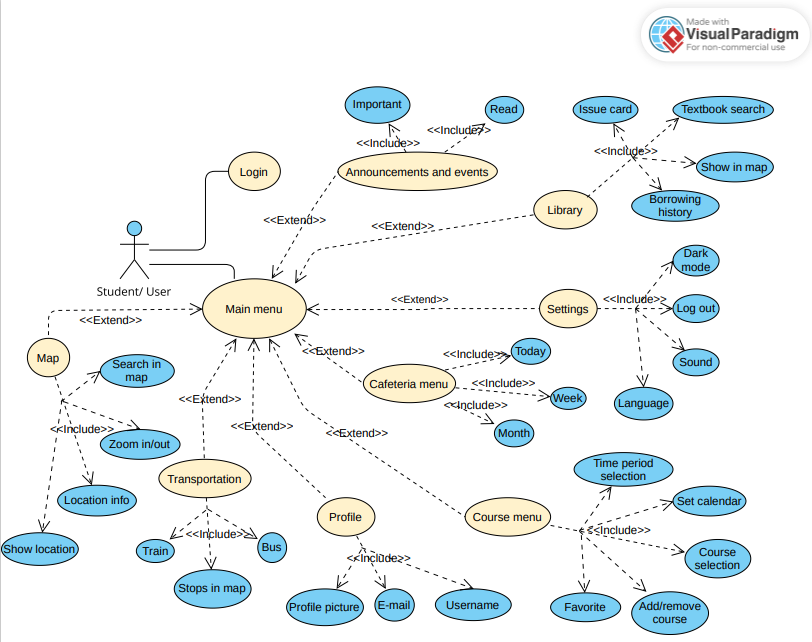 Made with
VisualParadigm
For non-commercial use
Important
Read
Issue card
Textbook search
<<Include>>
<<Include>>
<<Include>>
Login
Announcements and events
Show in map
Library
Borrowing
history
<<Extend>>
<<Extend>>
Student/ User
Dark
mode
Main menu
<<Extend>>
Settings
<<Include>>
Log out
<<Extend>>
Map
Search in
map
<<Extend>>
<<Include>>
Today
Sound
Cafeteria menu
<<Include>>
Week
Language
<<Extend>>
<<Include>>
Month
<<Include>>
Zoom in/out
<<Extend>>
<<Extend>>
Transportation
Time period
selection
Location info
Set calendar
Profile
Course menu
<<Include>>
<<Include>>
Show location
Train
Bus
<<Include>>
Course
selection
Stops in map
Profile picture
E-mail
Username
Favorite
Add/remove
course